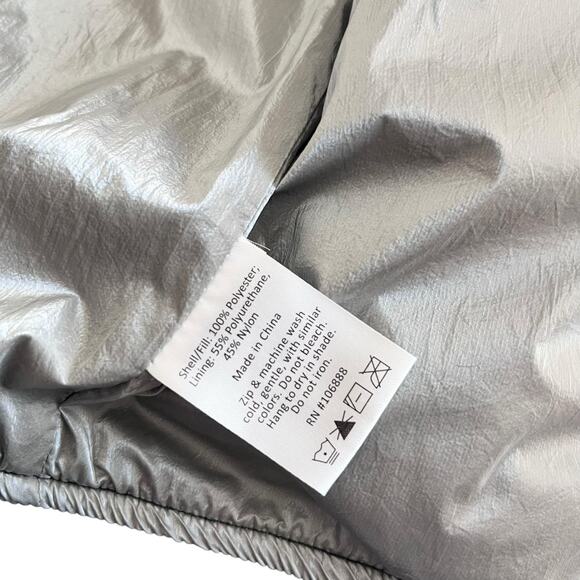 Shell/Fill: 100% Polyester;
Lining: 55% Polyurethane,
45% Nylon
Made in China
Zip & machine wash
cold, gentle, with similar
colors. Do not bleach.
Hang to dry in shade.
Do not iron.
RN #106888